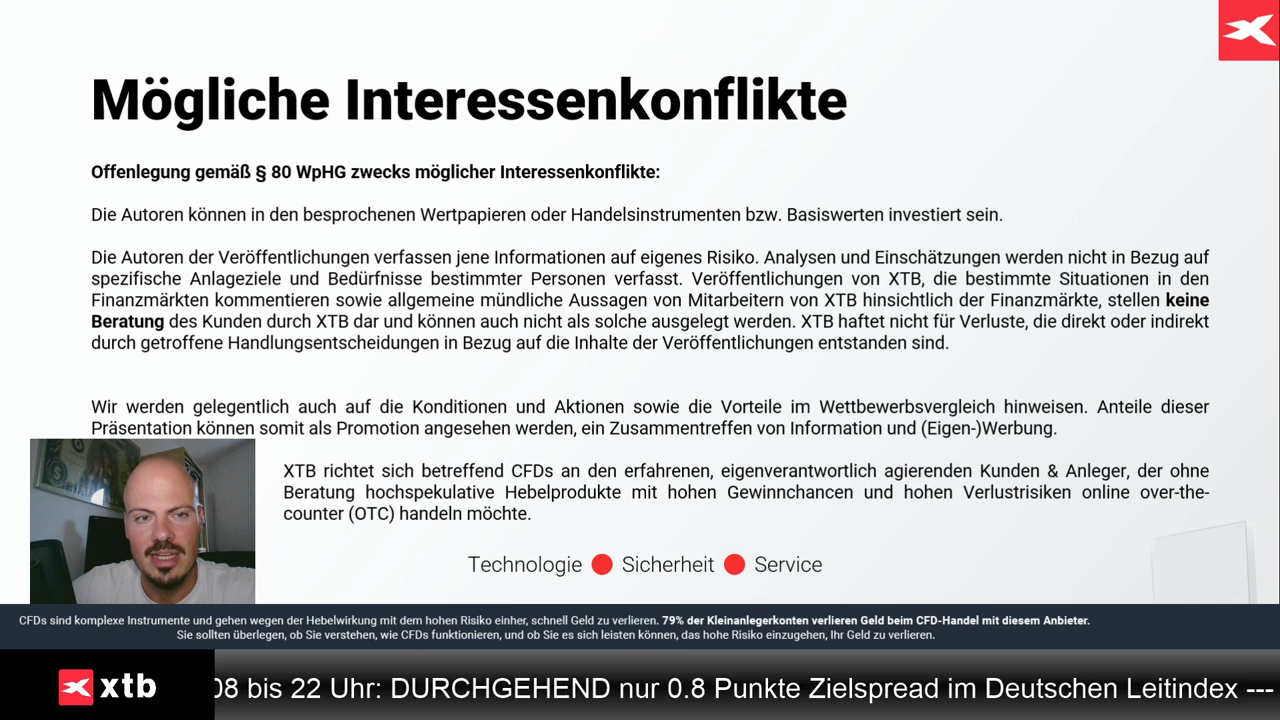 Mögliche Interessenkonflikte
Offenlegung gemäß § 80 WpHG zwecks möglicher Interessenkonflikte:
Die Autoren können in den besprochenen Wertpapieren oder Handelsinstrumenten bzw. Basiswerten investiert sein.
Die Autoren der Veröffentlichungen verfassen jene Informationen auf eigenes Risiko. Analysen und Einschätzungen werden nicht in Bezug auf
spezifische Anlageziele und Bedürfnisse bestimmter Personen verfasst. Veröffentlichungen von XTB, die bestimmte Situationen in den
Finanzmärkten kommentieren sowie allgemeine mündliche Aussagen von Mitarbeitern von XTB hinsichtlich der Finanzmärkte, stellen keine
Beratung des Kunden durch XTB dar und können auch nicht als solche ausgelegt werden. XTB haftet nicht für Verluste, die direkt oder indirekt
durch getroffene Handlungsentscheidungen in Bezug auf die Inhalte der Veröffentlichungen entstanden sind.
Wir werden gelegentlich auch auf die Konditionen und Aktionen sowie die Vorteile im Wettbewerbsvergleich hinweisen. Anteile dieser
Präsentation können somit als Promotion angesehen werden, ein Zusammentreffen von Information und (Eigen-)Werbung.
XTB richtet sich betreffend CFDs an den erfahrenen, eigenverantwortlich agierenden Kunden & Anleger, der ohne
Beratung hochspekulative Hebelprodukte mit hohen Gewinnchancen und hohen Verlustrisiken online over-the-
counter (OTC) handeln möchte.
Technologie Sicherheit Service
CFDs sind komplexe Instrumente und gehen wegen der Hebelwirkung mit dem hohen Risiko einher, schnell Geld zu verlieren. 79% der Kleinanlegerkonten verlieren Geld beim CFD-Handel mit diesem Anbieter.
Sie sollten überlegen, ob Sie verstehen, wie CFDs funktionieren, und ob Sie es sich leisten können, das hohe Risiko einzugehen, Ihr Geld zu verlieren.
xtb 08 bis 22 Uhr: DURCHGEHEND nur 0.8 Punkte Zielspread im Deutschen Leitindex ---